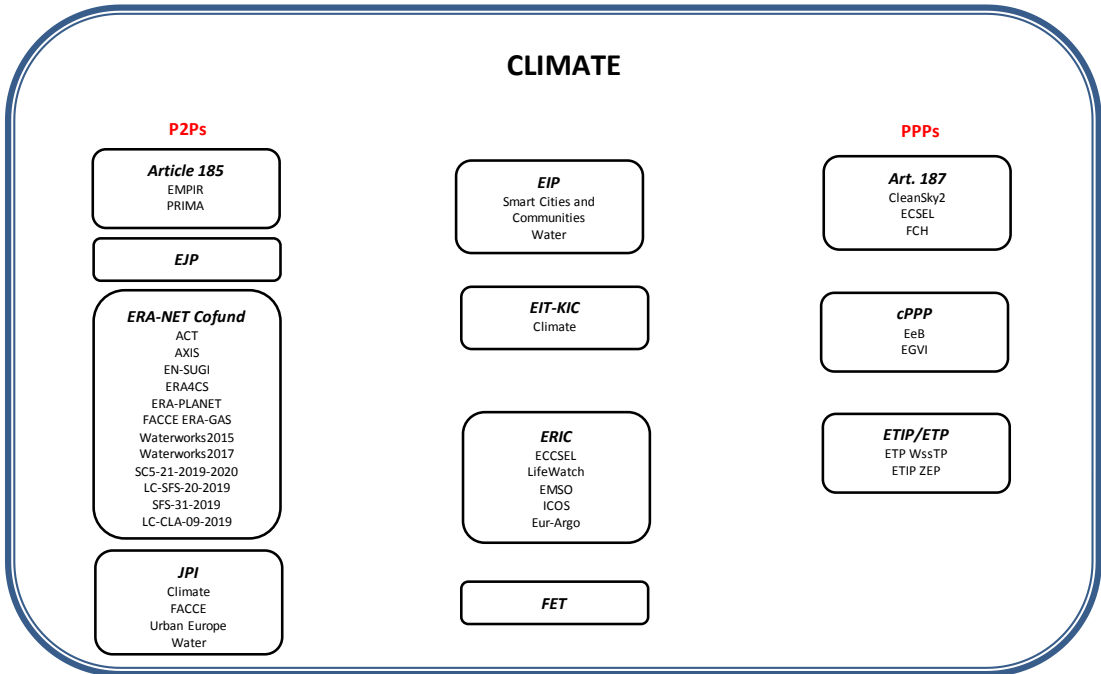 CLIMATE
P2Ps
Article 185
EMPIR
PRIMA
EJP
ERA-NET Cofund
ACT
AXIS
EN-SUGI
ERA4CS
ERA-PLANET
FACCE ERA-GAS
Waterworks2015
Waterworks2017
SC5-21-2019-2020
LC-SFS-20-2019
SFS-31-2019
LC-CLA-09-2019
JPI
Climate
FACCE
Urban Europe
Water
EIP
Smart Cities and
Communities
Water
EIT-KIC
Climate
ERIC
ECCSEL
LifeWatch
EMSO
ICOS
Eur-Argo
FET
PPPs
Art. 187
CleanSky2
ECSEL
FCH
cPPP
EeB
EGVI
ETIP/ETP
ETP WssTP
ETIP ZEP